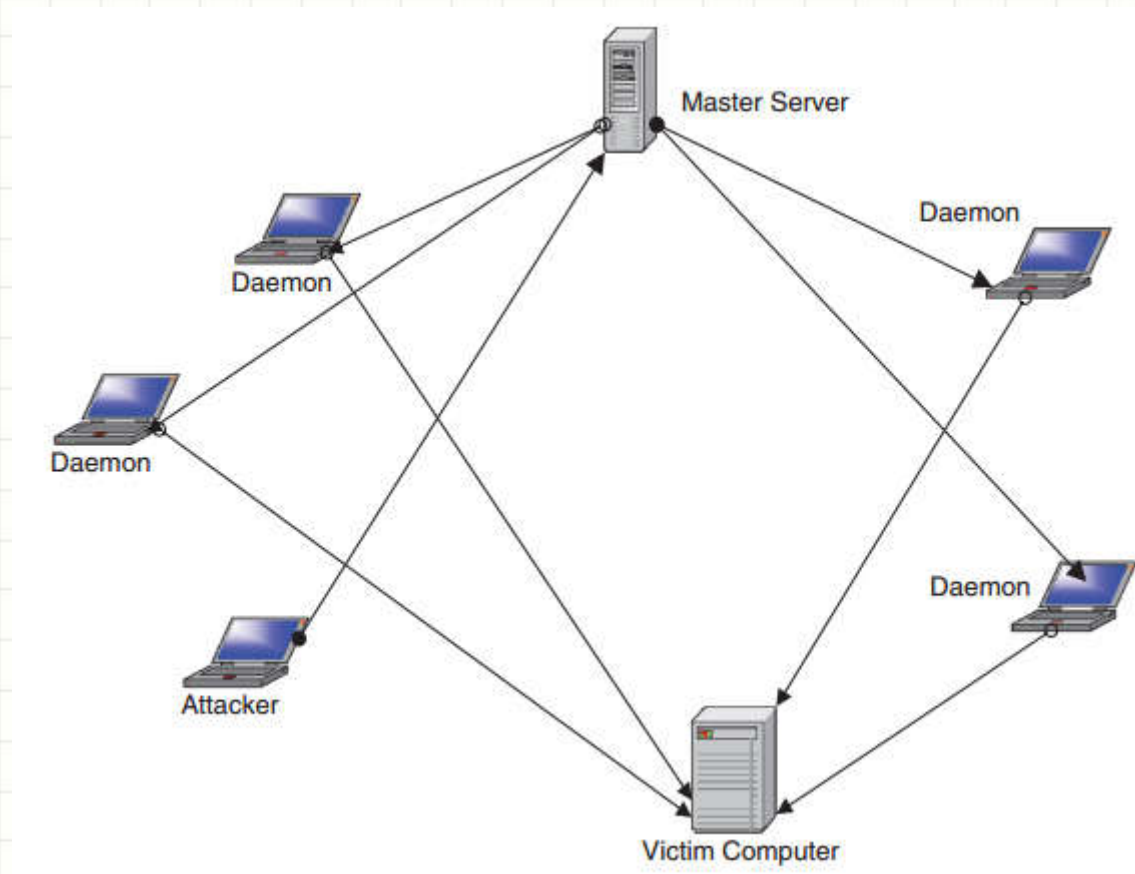 Master Server
Daemon
Daemon
Daemon
Daemon
Attacker
Victim Computer